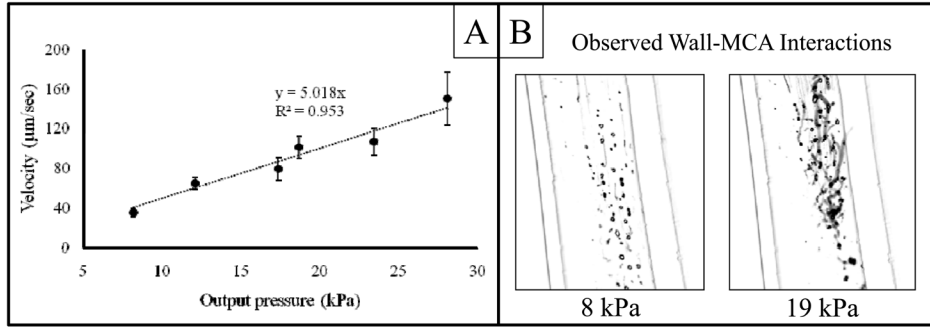 A
B
Observed Wall-MCA Interactions
200
160
120
80
40
0
Velocity (μm/sec)
y = 5.018x
R² = 0.953
5
10
15
20
25
30
Output pressure (kPa)
8 kPa
19 kPa